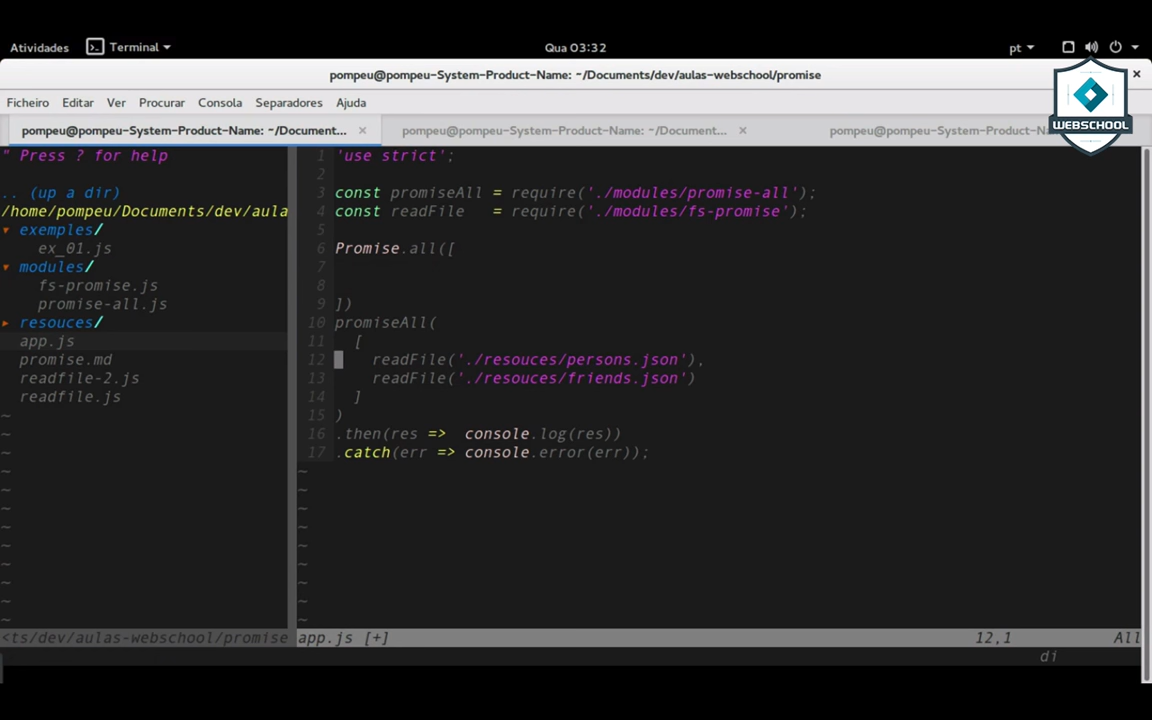 Atividades Terminal Qua 03:32 pt
pompeu@pompeu-System-Product-Name: ~/Documents/dev/aulas-webschool/promise
Ficheiro Editar Ver Procurar Consola Separadores Ajuda
pompeu@pompeu-System-Product-Name: ~/Document... pompeu@pompeu-System-Product-Name: ~/Document... pompeu@pompeu-System-Product-Na
WEBSCHOOL
" Press ? for help
.. (up a dir)
/home/pompeu/Documents/dev/aula
▾ exemples/
ex_01.js
▾ modules/
fs-promise.js
promise-all.js
▸ resouces/
app.js
promise.md
readfile-2.js
readfile.js
~
~
~
~
~
~
~
~
~
~
~
~
1 'use strict';
2
3 const promiseAll = require('./modules/promise-all');
4 const readFile   = require('./modules/fs-promise');
5
6 Promise.all([
7
8
9 ])
10 promiseAll(
11   [
12     readFile('./resouces/persons.json'),
13     readFile('./resouces/friends.json')
14   ]
15 )
16 .then(res =>  console.log(res))
17 .catch(err => console.error(err));
~
~
~
~
~
~
~
~
~
<ts/dev/aulas-webschool/promise app.js [+] 12,1 All
di